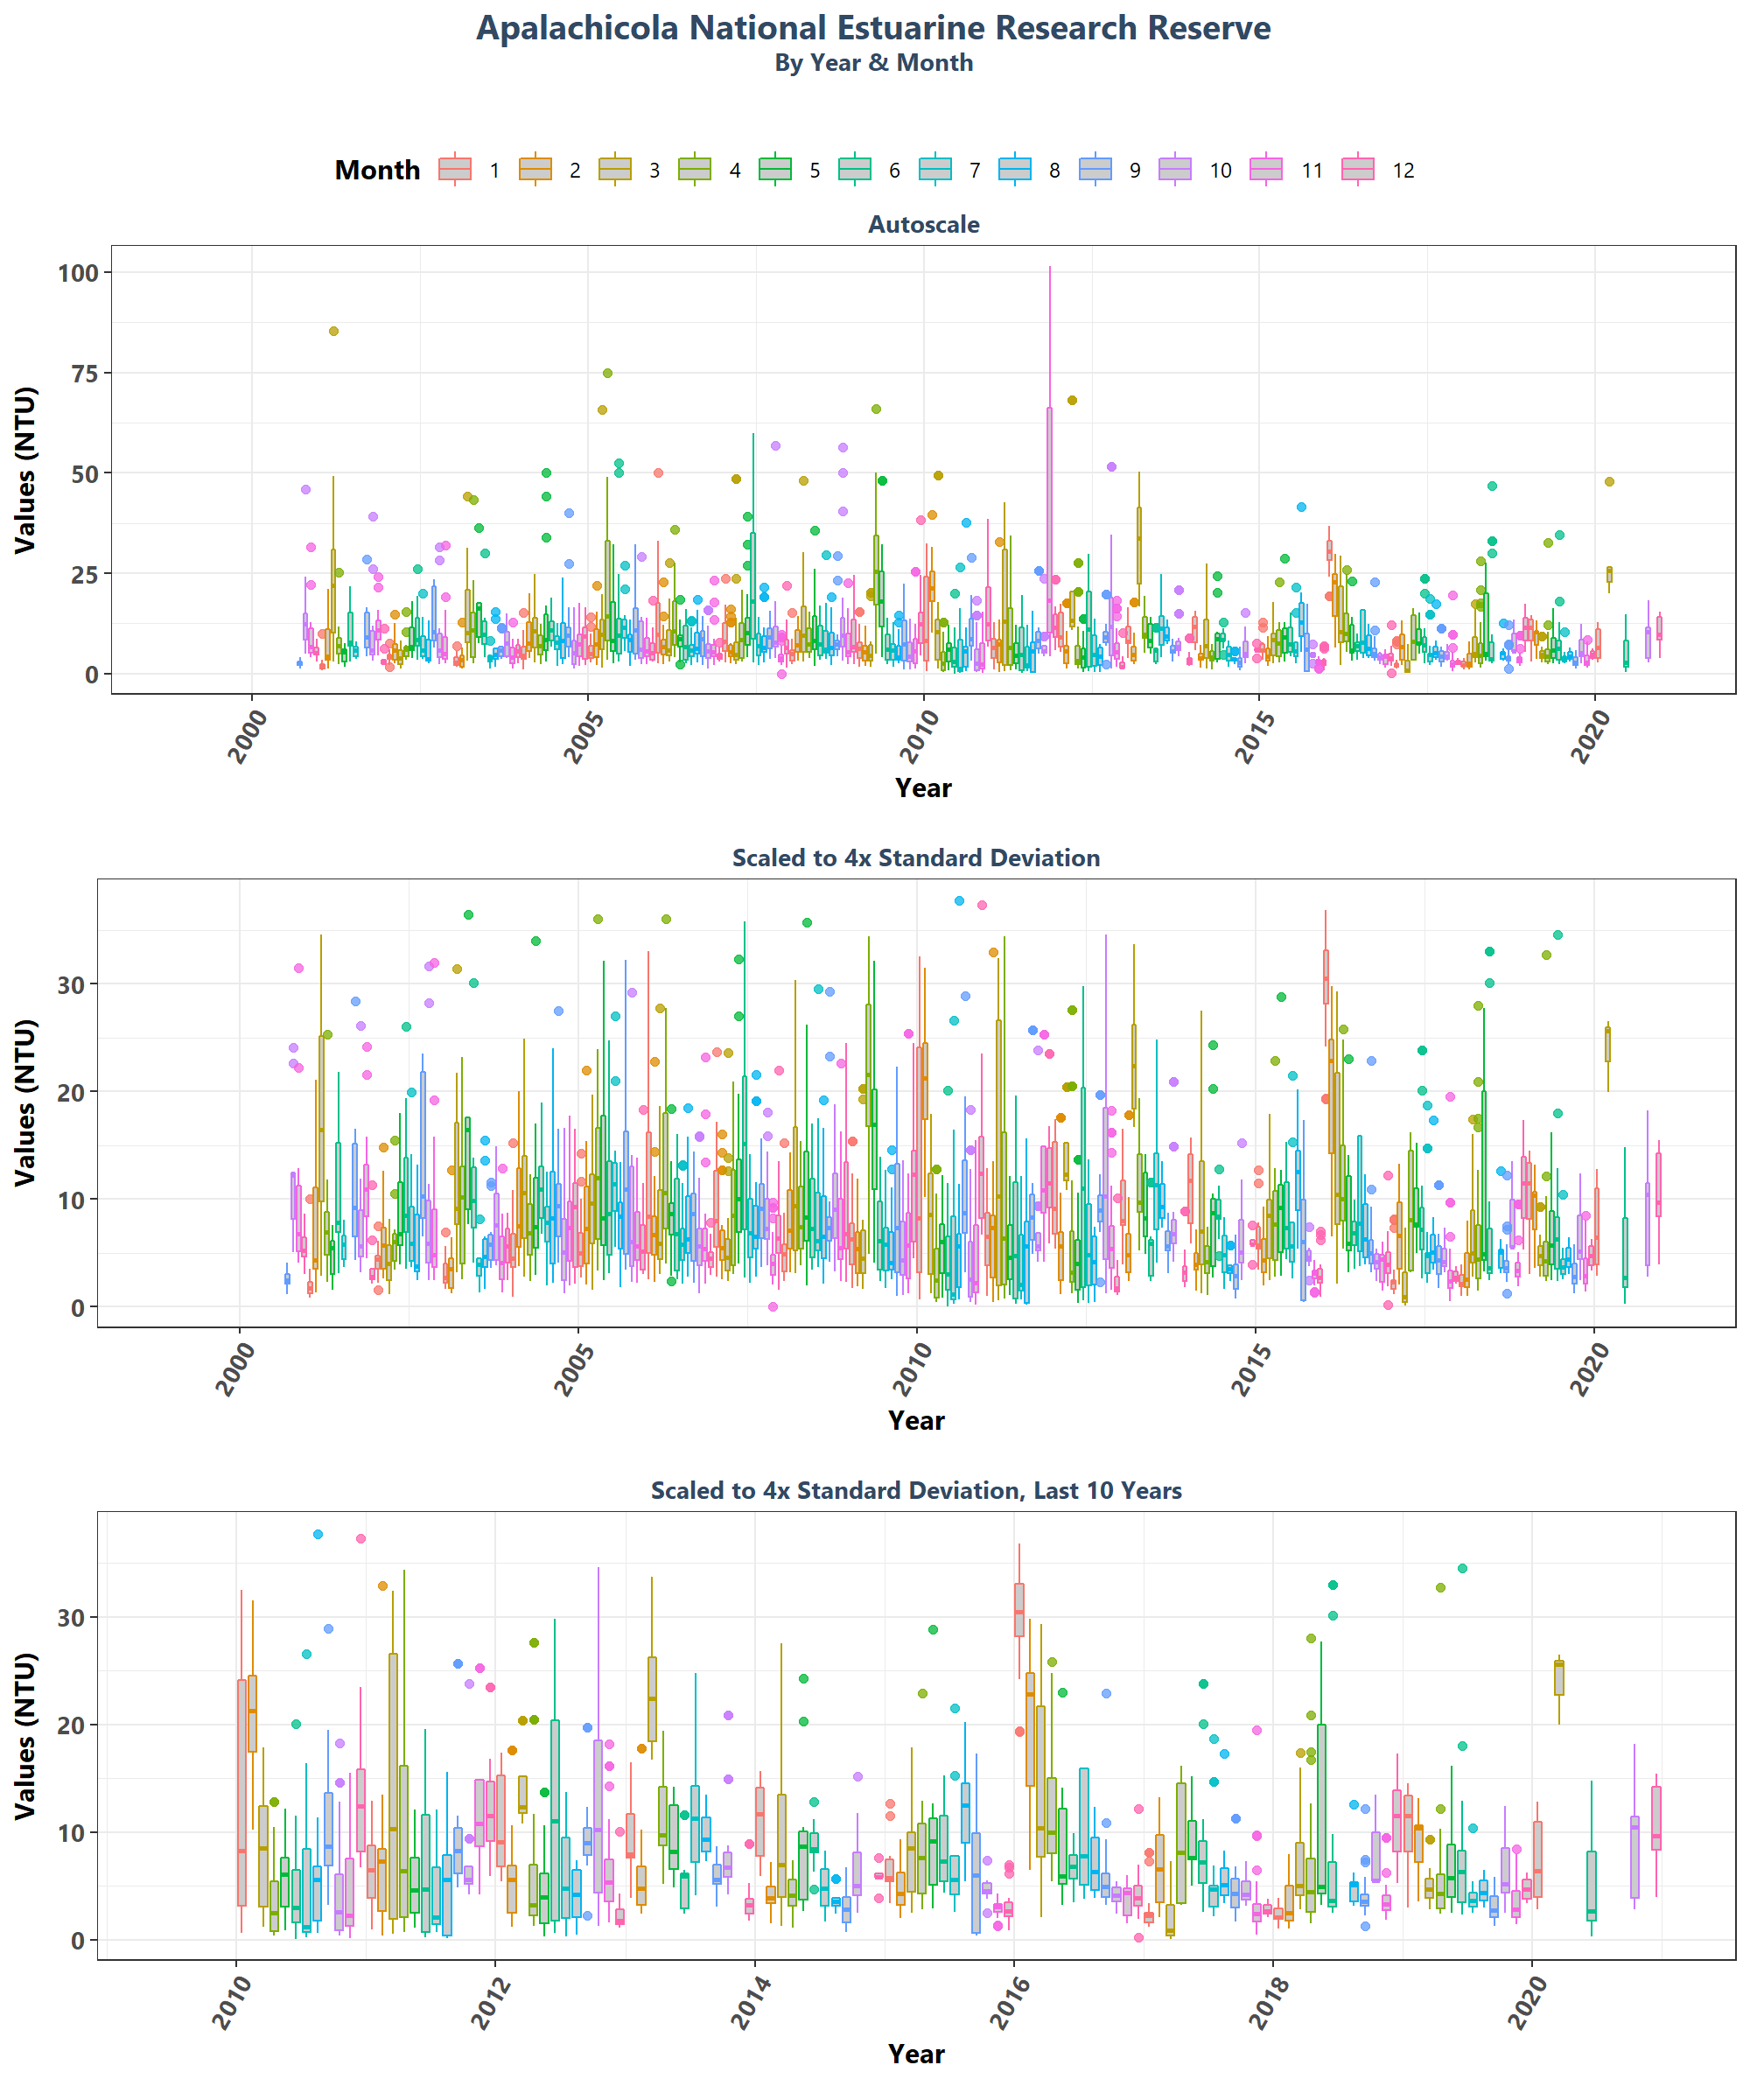 Apalachicola National Estuarine Research Reserve
By Year & Month
Month 1 2 3 4 5 6 7 8 9 10 11 12
Autoscale
Values (NTU)
100
75
50
25
0
2000 2005 2010 2015 2020
Year
Scaled to 4x Standard Deviation
Values (NTU)
30
20
10
0
2000 2005 2010 2015 2020
Year
Scaled to 4x Standard Deviation, Last 10 Years
Values (NTU)
30
20
10
0
2010 2012 2014 2016 2018 2020
Year